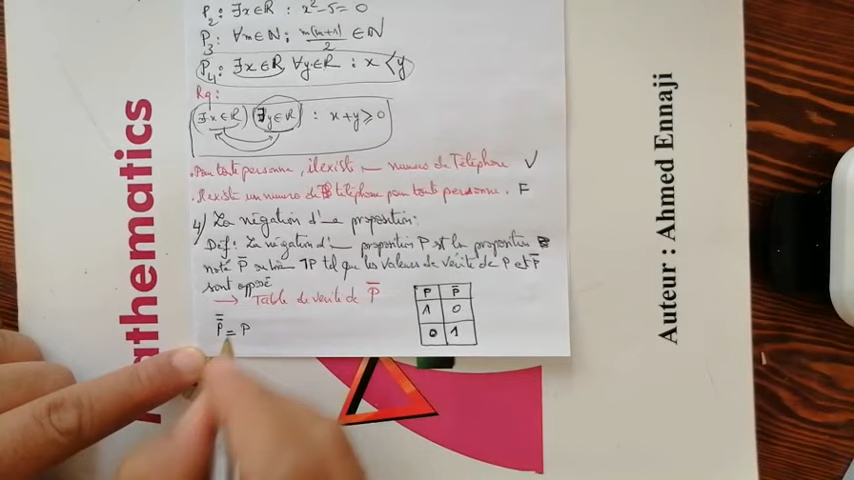 P₂: ∃x∈ℝ : x²-5=0
P₃: ∀n∈ℕ; n(n+1)/2 ∈ ℕ
P₄: ∃x∈ℝ ∀y∈ℝ : x < y
Rq:
(∃x∈ℝ) (∃y∈ℝ) : x+y ≥ 0
. Pour toute personne, il existe un numero de Téléphone V
. Il existe un numero de téléphone pour toute personne. F
4) La négation d'une proposition:
Def: La négation d'une proposition P est la proposition
noté P̅ ou bien ⌉P tel que les valeurs de vérité de P et P̅
sont opposé
→ Table de verité de P̅
P P̅
1 0
0 1
P̿ = P
Mathematics
Auteur : Ahmed Ennaji